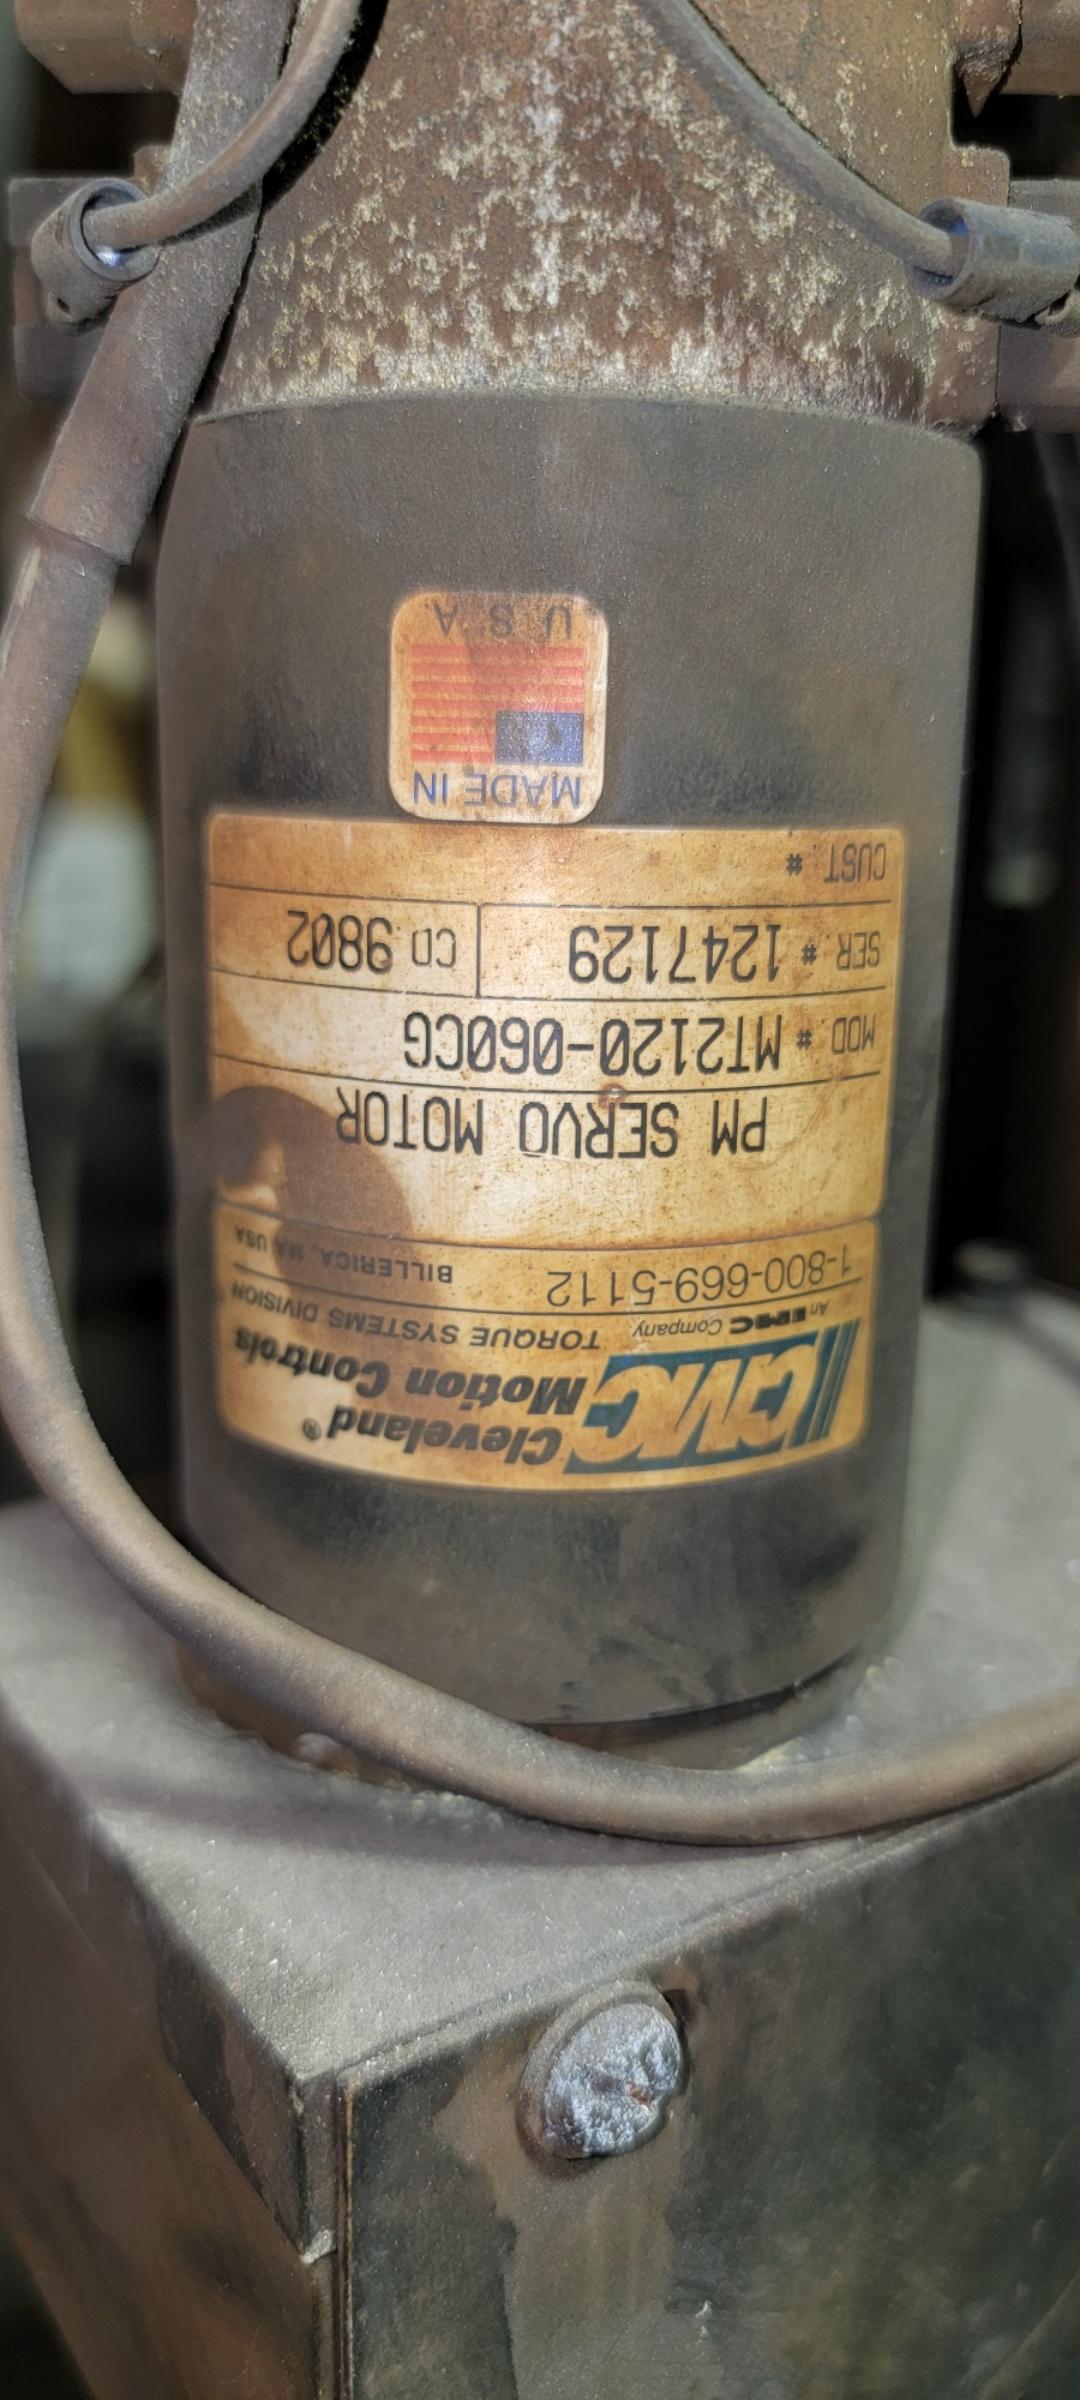 CMC Cleveland®
Motion Controls
An IMC Company TORQUE SYSTEMS DIVISION
1-800-669-5112 BILLERICA, MA USA
PM SERVO MOTOR
MOD # MT2120-060CG
SER # 1247129 CD 9802
CUST #
MADE IN
U.S.A.